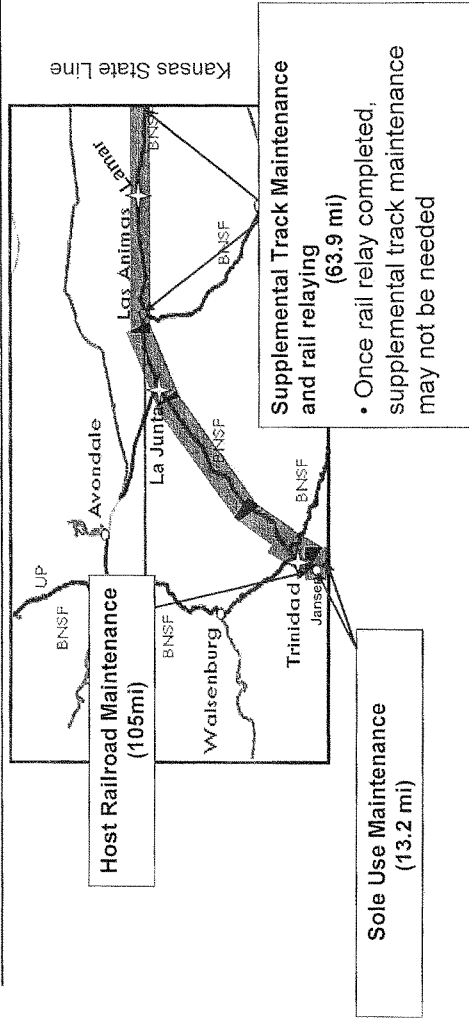 Kansas State Line
Lamar
BNSF
Las Animas
BNSF
La Junta
BNSF
Avondale
UP
BNSF
BNSF
Walsenburg
Trinidad
BNSF
Jansen
Host Railroad Maintenance
(105mi)
Supplemental Track Maintenance
and rail relaying
(63.9 mi)
• Once rail relay completed,
supplemental track maintenance
may not be needed
Sole Use Maintenance
(13.2 mi)